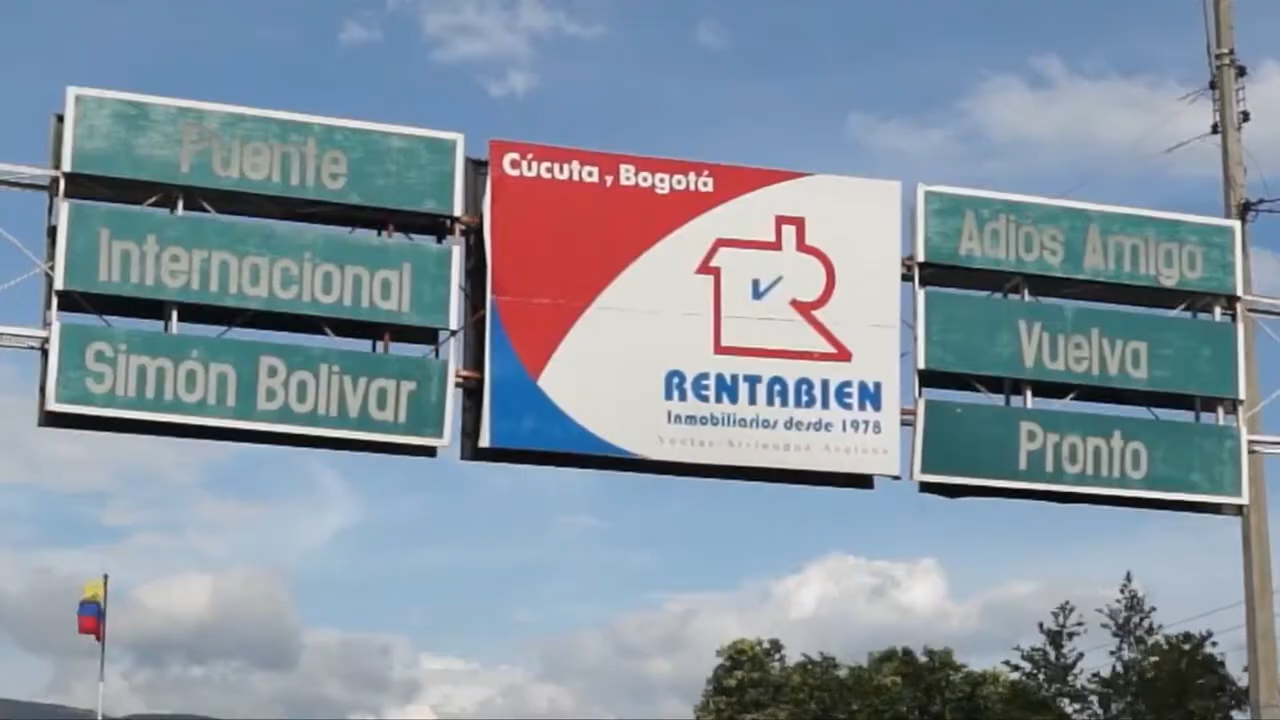 Puente
Internacional
Simón Bolivar
Cúcuta y Bogotá
RENTABIEN
Inmobiliarios desde 1978
Adios Amigo
Vuelva
Pronto